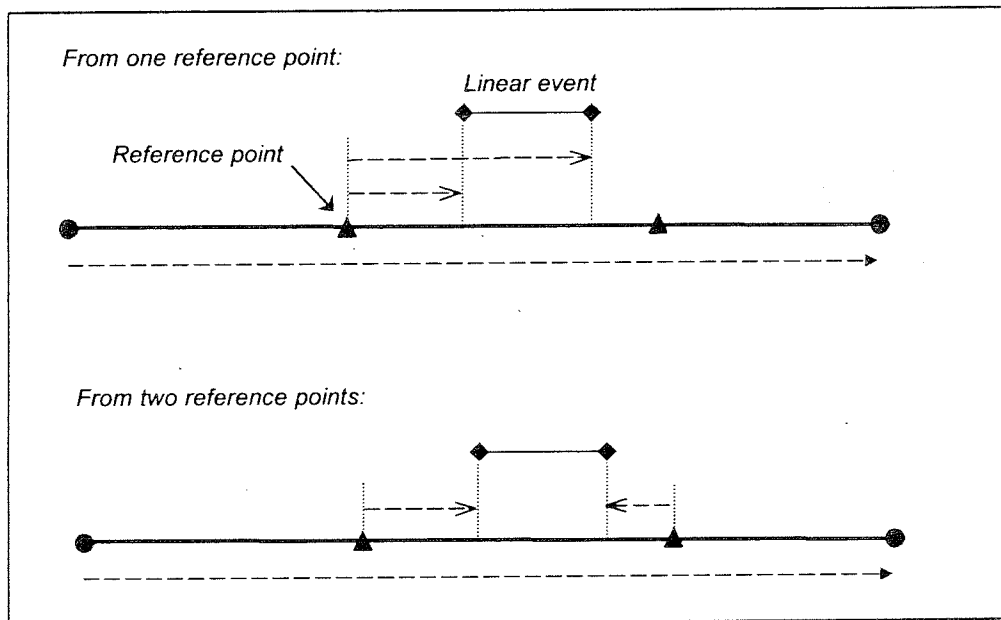 From one reference point:
Linear event
Reference point
From two reference points: